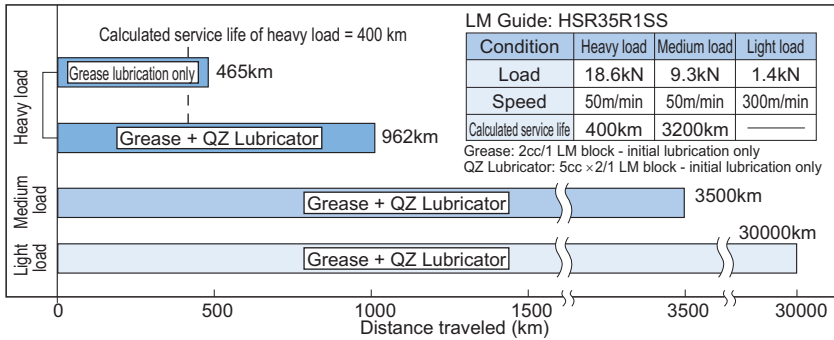 Calculated service life of heavy load = 400 km
LM Guide: HSR35R1SS
Condition Heavy load Medium load Light load
Load 18.6kN 9.3kN 1.4kN
Speed 50m/min 50m/min 300m/min
Calculated service life 400km 3200km
Grease: 2cc/1 LM block - initial lubrication only
QZ Lubricator: 5cc ×2/1 LM block - initial lubrication only
Heavy load
Grease lubrication only 465km
Grease + QZ Lubricator 962km
Medium
load
Grease + QZ Lubricator 3500km
Light
load
Grease + QZ Lubricator 30000km
0 500 1000 1500 3500 30000
Distance traveled (km)